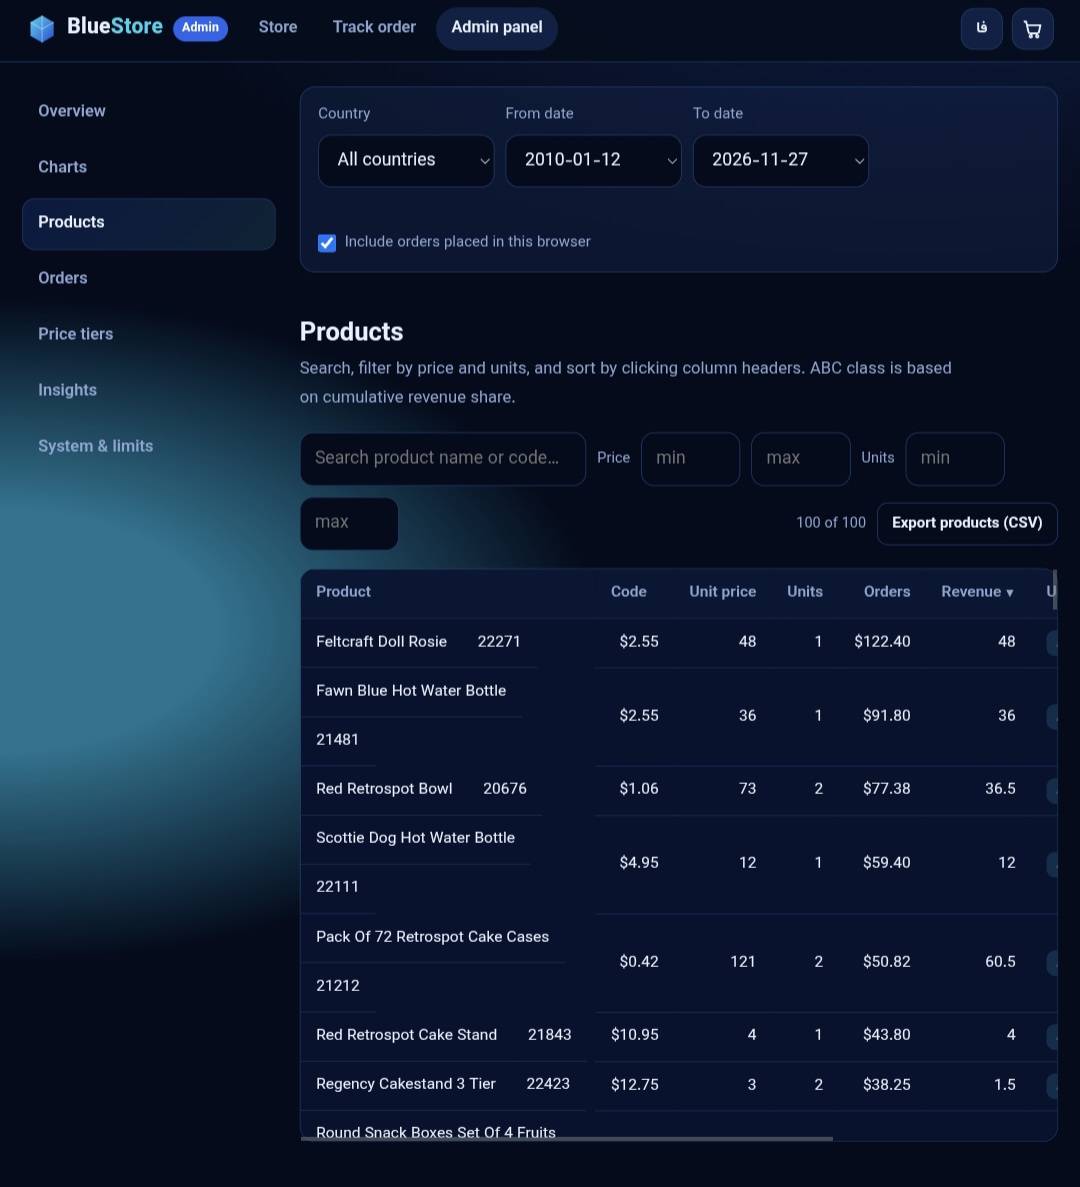 BlueStore Admin Store Track order Admin panel فا
Overview
Charts
Products
Orders
Price tiers
Insights
System & limits
Country From date To date
All countries 2010-01-12 2026-11-27
Include orders placed in this browser
Products
Search, filter by price and units, and sort by clicking column headers. ABC class is based
on cumulative revenue share.
Search product name or code… Price min max Units min
max 100 of 100 Export products (CSV)
Product Code Unit price Units Orders Revenue ▼ U
Feltcraft Doll Rosie 22271 $2.55 48 1 $122.40 48
Fawn Blue Hot Water Bottle
21481 $2.55 36 1 $91.80 36
Red Retrospot Bowl 20676 $1.06 73 2 $77.38 36.5
Scottie Dog Hot Water Bottle
22111 $4.95 12 1 $59.40 12
Pack Of 72 Retrospot Cake Cases
21212 $0.42 121 2 $50.82 60.5
Red Retrospot Cake Stand 21843 $10.95 4 1 $43.80 4
Regency Cakestand 3 Tier 22423 $12.75 3 2 $38.25 1.5
Round Snack Boxes Set Of 4 Fruits